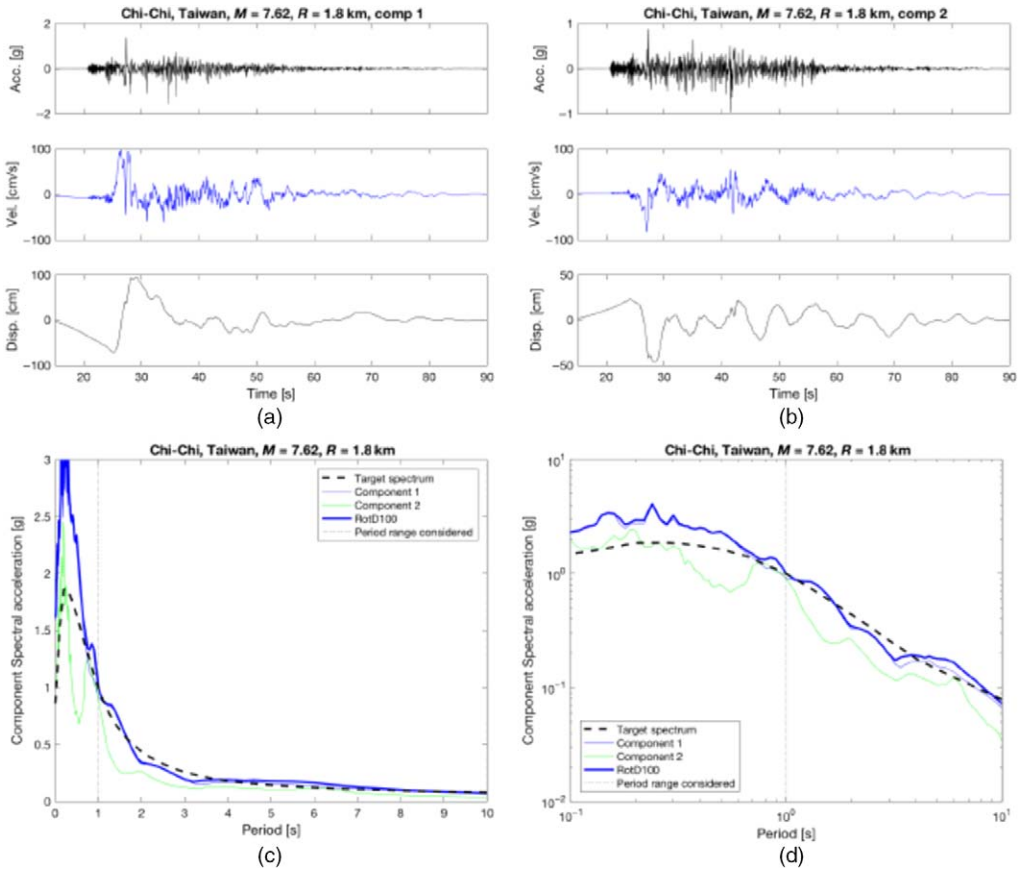 Chi-Chi, Taiwan, M = 7.62, R = 1.8 km, comp 1
Acc. [g]
2
0
−2
Vel. [cm/s]
100
0
−100
Disp. [cm]
100
0
−100
20 30 40 50 60 70 80 90
Time [s]
(a)
Chi-Chi, Taiwan, M = 7.62, R = 1.8 km, comp 2
Acc. [g]
1
0
−1
Vel. [cm/s]
100
0
−100
Disp. [cm]
50
0
−50
20 30 40 50 60 70 80 90
Time [s]
(b)
Chi-Chi, Taiwan, M = 7.62, R = 1.8 km
Component Spectral acceleration [g]
3
2.5
2
1.5
1
0.5
0
Target spectrum
Component 1
Component 2
RotD100
Period range considered
0 1 2 3 4 5 6 7 8 9 10
Period [s]
(c)
Chi-Chi, Taiwan, M = 7.62, R = 1.8 km
Component Spectral acceleration [g]
10^1
10^0
10^−1
10^−2
Target spectrum
Component 1
Component 2
RotD100
Period range considered
10^−1 10^0 10^1
Period [s]
(d)